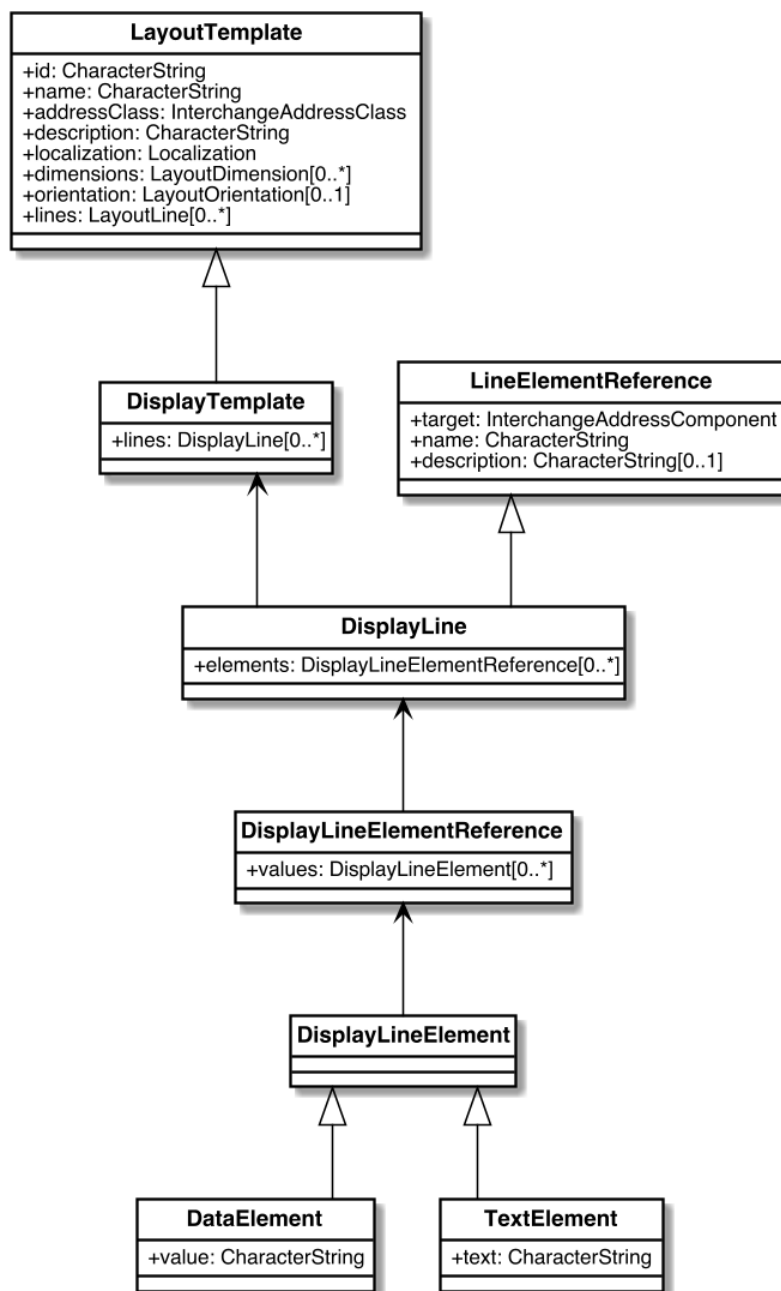 LayoutTemplate
+id: CharacterString
+name: CharacterString
+addressClass: InterchangeAddressClass
+description: CharacterString
+localization: Localization
+dimensions: LayoutDimension[0..*]
+orientation: LayoutOrientation[0..1]
+lines: LayoutLine[0..*]
DisplayTemplate
+lines: DisplayLine[0..*]
LineElementReference
+target: InterchangeAddressComponent
+name: CharacterString
+description: CharacterString[0..1]
DisplayLine
+elements: DisplayLineElementReference[0..*]
DisplayLineElementReference
+values: DisplayLineElement[0..*]
DisplayLineElement
DataElement
+value: CharacterString
TextElement
+text: CharacterString